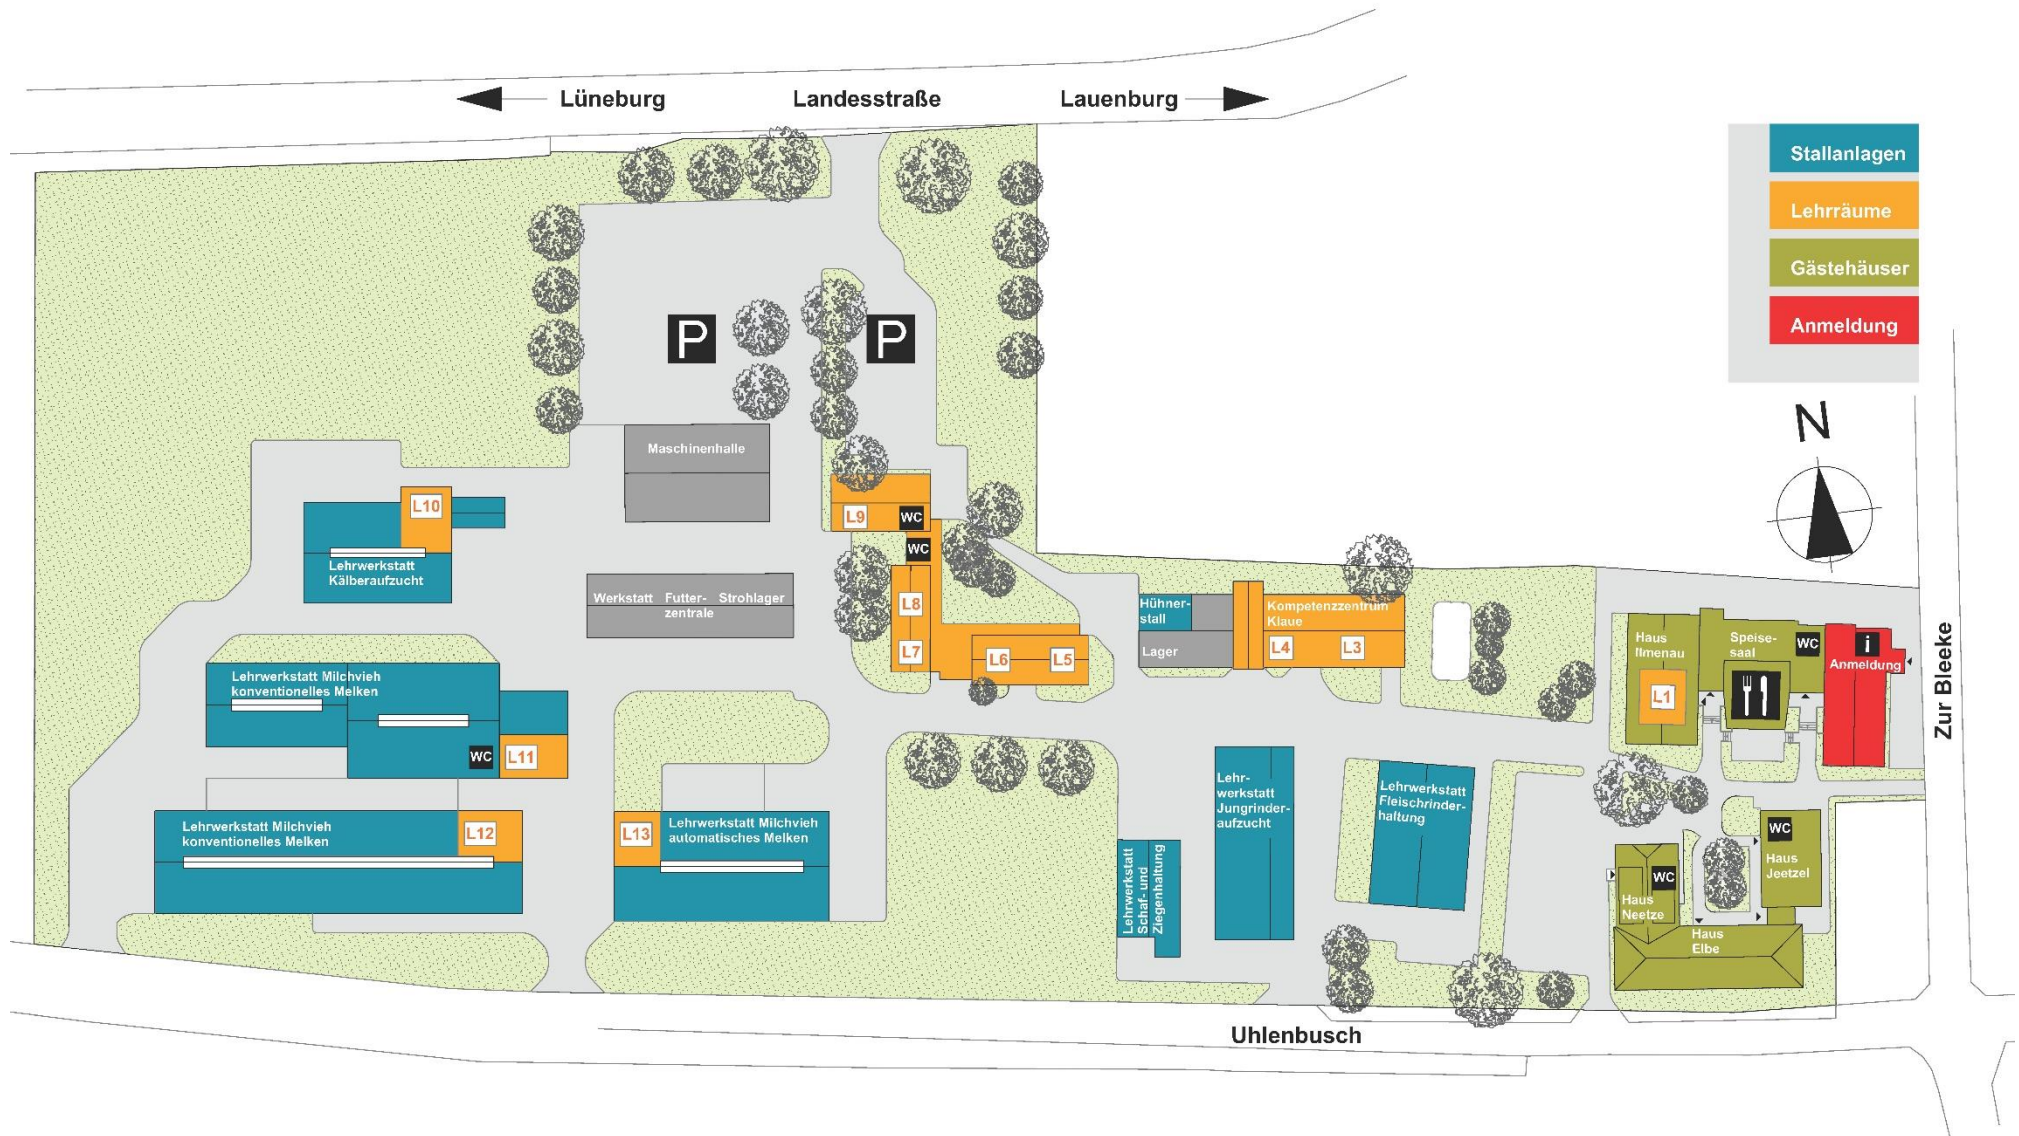 Lüneburg Landesstraße Lauenburg
Stallanlagen
Lehrräume
Gästehäuser
Anmeldung
P P
N
Maschinenhalle
L10
Lehrwerkstatt
Kälberaufzucht
L9 WC
WC
Werkstatt Futter- Strohlager
zentrale
L8
L7
L6 L5
Hühner-
stall
Lager
Kompetenzzentrum
Klaue
L4 L3
Haus
Ilmenau
L1
Speise-
saal
WC
i
Anmeldung
Zur Bleeke
Lehrwerkstatt Milchvieh
konventionelles Melken
WC L11
Lehrwerkstatt Milchvieh
konventionelles Melken
L12
L13
Lehrwerkstatt Milchvieh
automatisches Melken
Lehrwerkstatt
Schaf- und
Ziegenhaltung
Lehr-
werkstatt
Jungrinder-
aufzucht
Lehrwerkstatt
Fleischrinder-
haltung
WC
Haus
Jeetzel
WC
Haus
Neetze
Haus
Elbe
Uhlenbusch